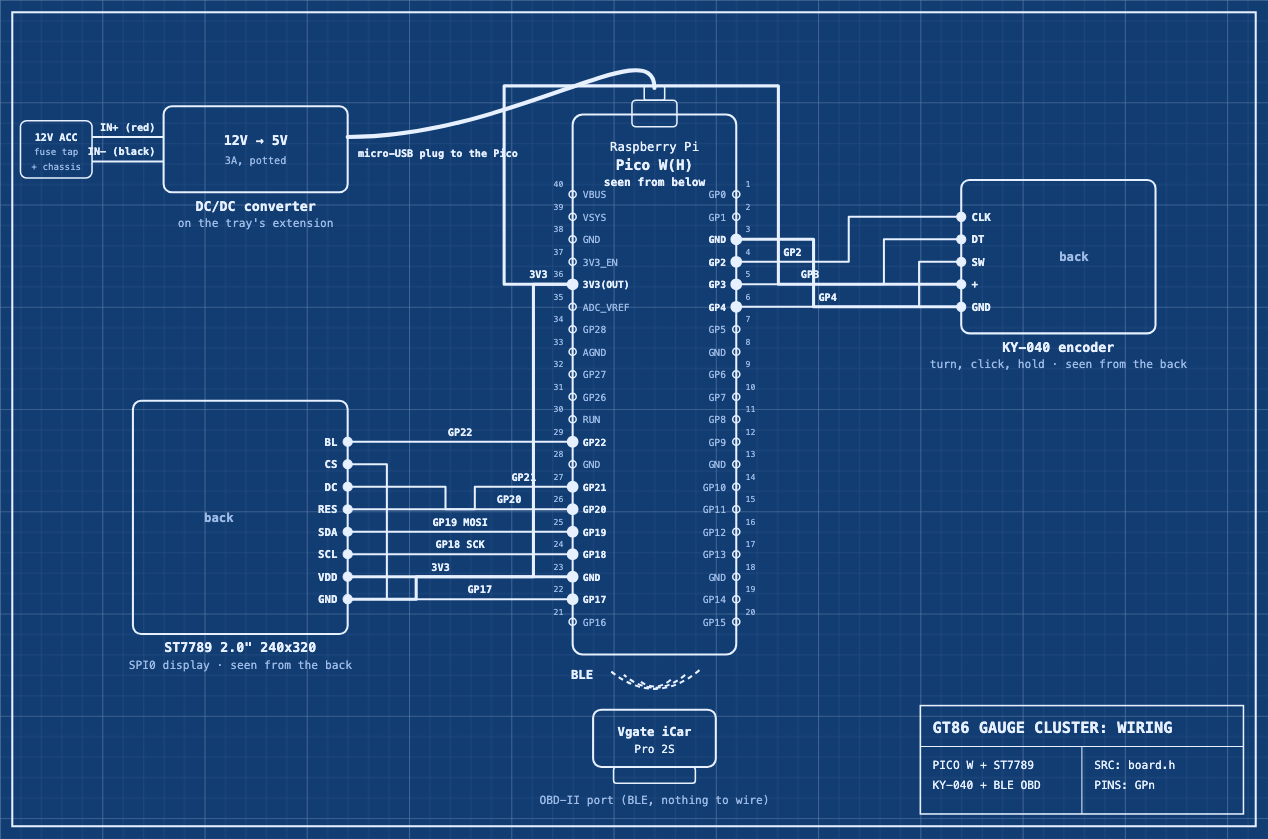 12V ACC
fuse tap
+ chassis
IN+ (red)
IN− (black)
12V → 5V
3A, potted
DC/DC converter
on the tray's extension
micro-USB plug to the Pico
Raspberry Pi
Pico W(H)
seen from below
40 VBUS
39 VSYS
38 GND
37 3V3_EN
3V3 36 3V3(OUT)
35 ADC_VREF
34 GP28
33 AGND
32 GP27
31 GP26
30 RUN
29 GP22
28 GND
27 GP21
26 GP20
25 GP19
24 GP18
23 GND
22 GP17
21 GP16
GP0 1
GP1 2
GND 3
GP2 4
GP3 5
GP4 6
GP5 7
GND 8
GP6 9
GP7 10
GP8 11
GP9 12
GND 13
GP10 14
GP11 15
GP12 16
GP13 17
GND 18
GP14 19
GP15 20
GP2
GP3
GP4
CLK
DT
SW
+
GND
back
KY-040 encoder
turn, click, hold · seen from the back
back
BL
CS
DC
RES
SDA
SCL
VDD
GND
GP22
GP21
GP20
GP19 MOSI
GP18 SCK
3V3
GP17
ST7789 2.0" 240x320
SPI0 display · seen from the back
BLE
Vgate iCar
Pro 2S
OBD-II port (BLE, nothing to wire)
GT86 GAUGE CLUSTER: WIRING
PICO W + ST7789
KY-040 + BLE OBD
SRC: board.h
PINS: GPn